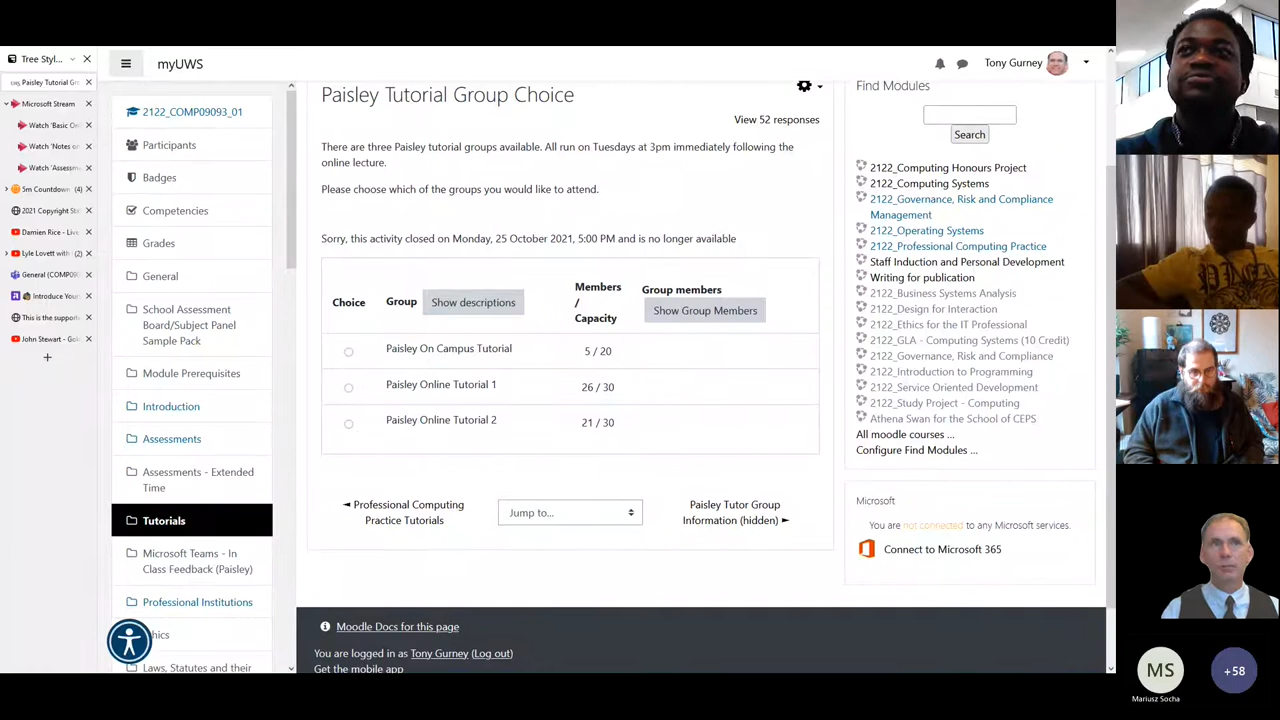 Tree Styl..
Paisley Tutorial Gr
Microsoft Stream
Watch 'Basic On
Watch 'Notes on
Watch 'Assessm
5m Countdown (4)
2021 Copyright Sta
Damien Rice - Live
Lyle Lovett with (2)
General (COMP09
Introduce Your
This is the supporte
John Stewart - Gol
myUWS
Tony Gurney
2122_COMP09093_01
Participants
Badges
Competencies
Grades
General
School Assessment
Board/Subject Panel
Sample Pack
Module Prerequisites
Introduction
Assessments
Assessments - Extended
Time
Tutorials
Microsoft Teams - In
Class Feedback (Paisley)
Professional Institutions
thics
Laws, Statutes and their
Paisley Tutorial Group Choice
View 52 responses
There are three Paisley tutorial groups available. All run on Tuesdays at 3pm immediately following the
online lecture.
Please choose which of the groups you would like to attend.
Sorry, this activity closed on Monday, 25 October 2021, 5:00 PM and is no longer available
Choice
Group Show descriptions
Members
/
Capacity
Group members
Show Group Members
Paisley On Campus Tutorial 5 / 20
Paisley Online Tutorial 1 26 / 30
Paisley Online Tutorial 2 21 / 30
◄ Professional Computing
Practice Tutorials
Jump to...
Paisley Tutor Group
Information (hidden) ►
Find Modules
Search
2122_Computing Honours Project
2122_Computing Systems
2122_Governance, Risk and Compliance
Management
2122_Operating Systems
2122_Professional Computing Practice
Staff Induction and Personal Development
Writing for publication
2122_Business Systems Analysis
2122_Design for Interaction
2122_Ethics for the IT Professional
2122_GLA - Computing Systems (10 Credit)
2122_Governance, Risk and Compliance
2122_Introduction to Programming
2122_Service Oriented Development
2122_Study Project - Computing
Athena Swan for the School of CEPS
All moodle courses ...
Configure Find Modules ...
Microsoft
You are not connected to any Microsoft services.
Connect to Microsoft 365
Moodle Docs for this page
You are logged in as Tony Gurney (Log out)
Get the mobile app
MS
Mariusz Socha
+58